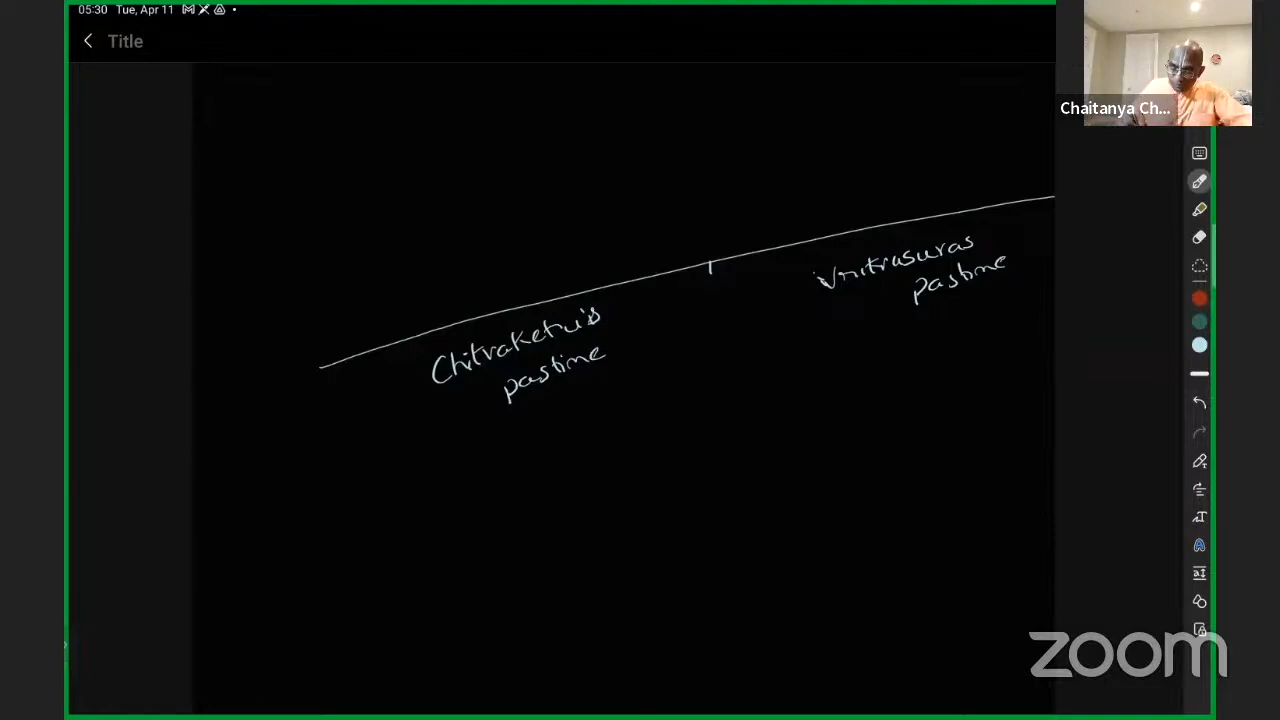 05:30 Tue, Apr 11
Title
Chaitanya Ch...
Vritrasuras
pastime
Chitraketu's
pastime
zoom